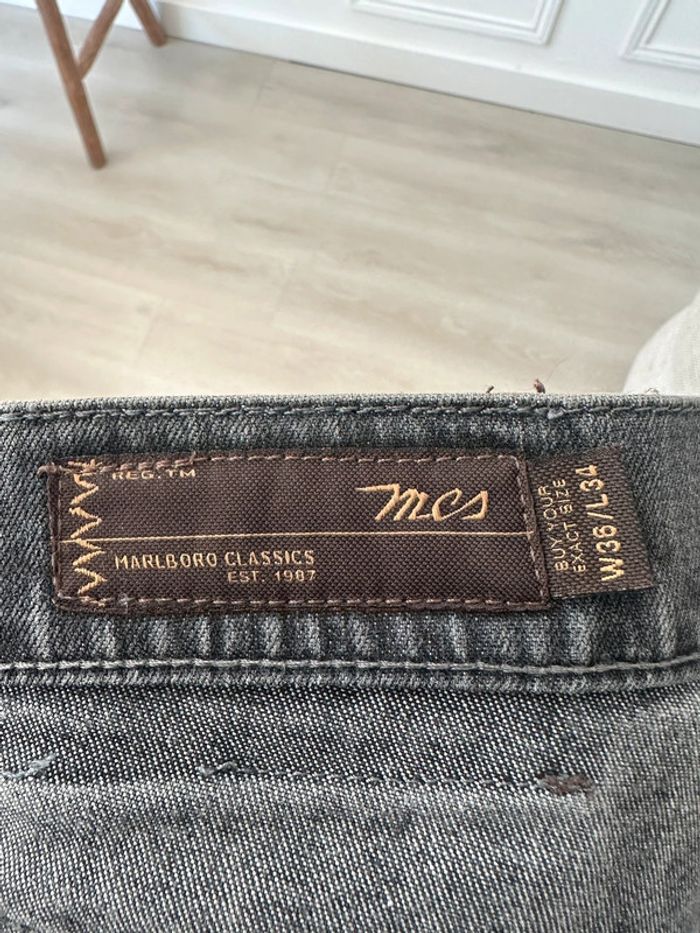 REG.TM
mcs
MARLBORO CLASSICS
EST. 1987
BUY YOUR
EXACT SIZE
W36/L34